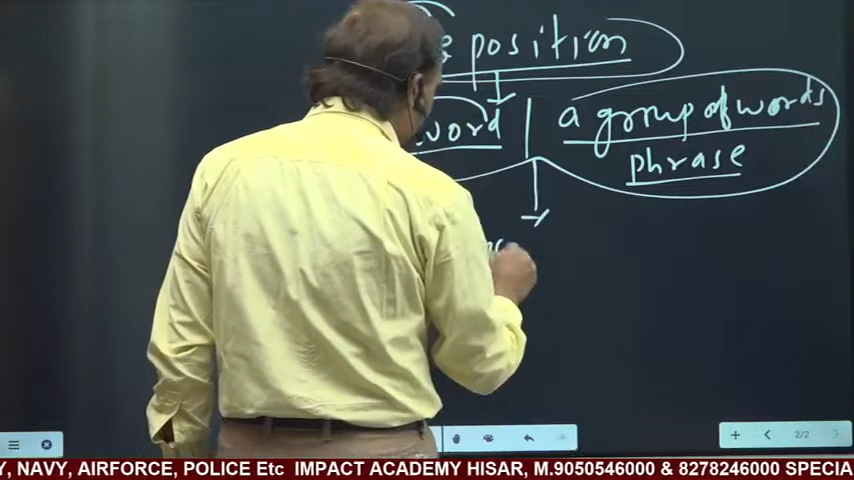 position
word | a group of words
phrase
2/2
Y, NAVY, AIRFORCE, POLICE Etc IMPACT ACADEMY HISAR, M.9050546000 & 8278246000 SPECIA